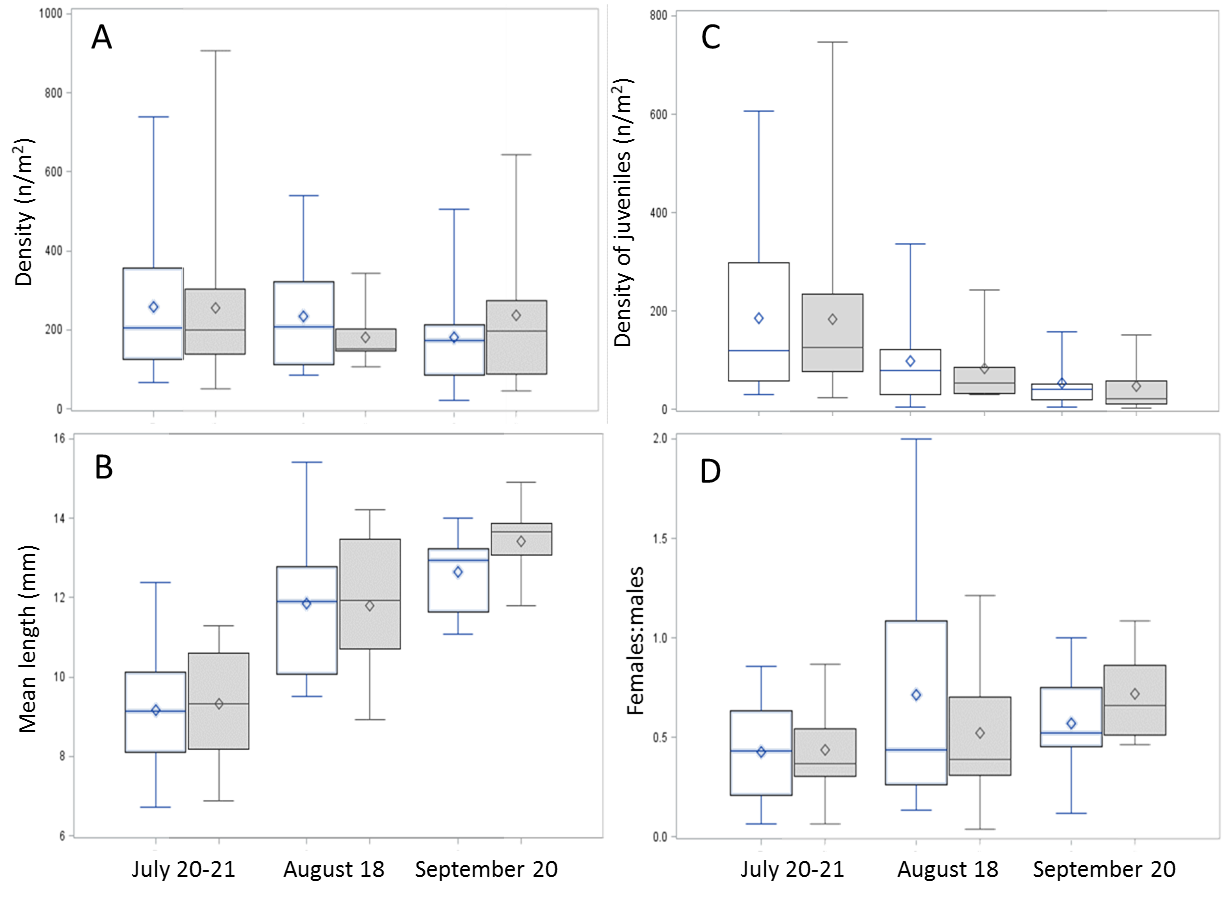 A
Density (n/m²)
1000
800
600
400
200
0
C
Density of juveniles (n/m²)
800
600
400
200
0
B
Mean length (mm)
16
14
12
10
8
6
July 20-21 August 18 September 20
D
Females:males
2.0
1.5
1.0
0.5
0.0
July 20-21 August 18 September 20